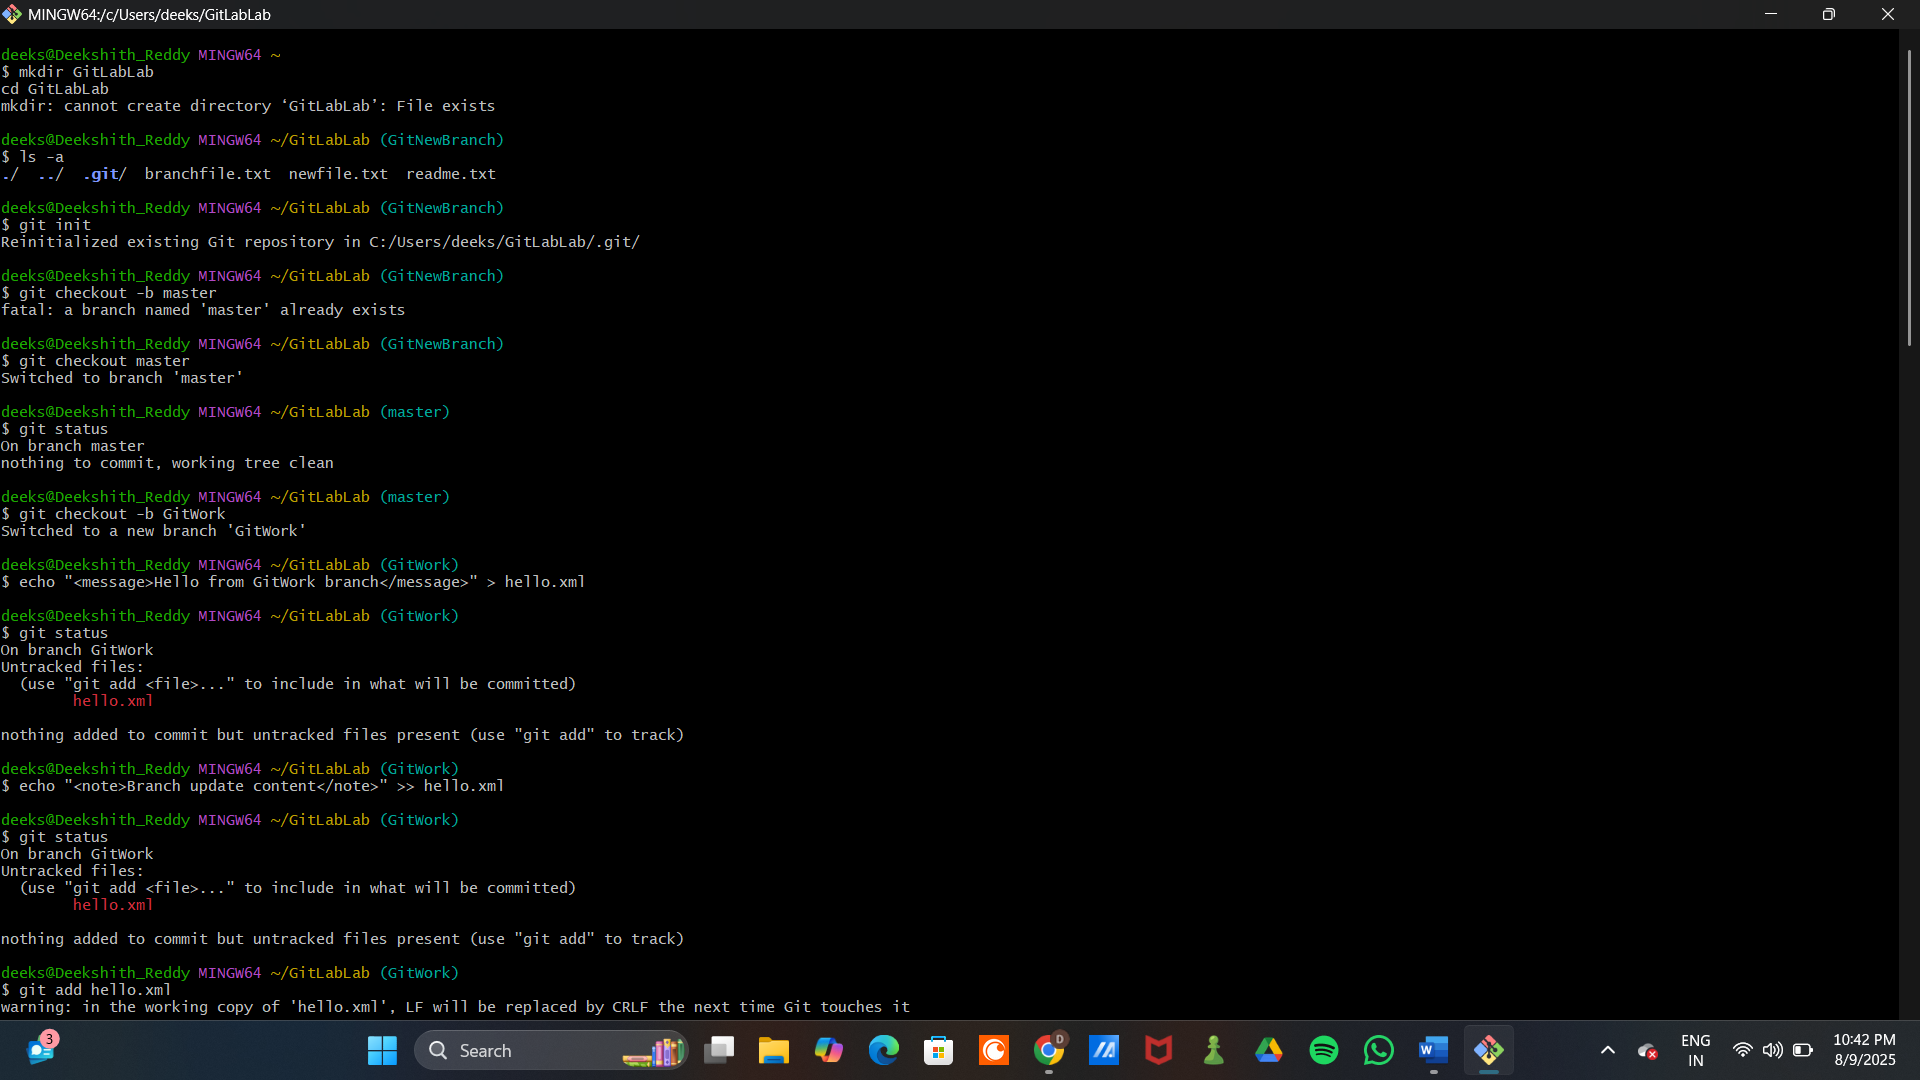 MINGW64:/c/Users/deeks/GitLabLab
deeks@Deekshith_Reddy MINGW64 ~
$ mkdir GitLabLab
cd GitLabLab
mkdir: cannot create directory ‘GitLabLab’: File exists
deeks@Deekshith_Reddy MINGW64 ~/GitLabLab (GitNewBranch)
$ ls -a
./  ../  .git/  branchfile.txt  newfile.txt  readme.txt
deeks@Deekshith_Reddy MINGW64 ~/GitLabLab (GitNewBranch)
$ git init
Reinitialized existing Git repository in C:/Users/deeks/GitLabLab/.git/
deeks@Deekshith_Reddy MINGW64 ~/GitLabLab (GitNewBranch)
$ git checkout -b master
fatal: a branch named 'master' already exists
deeks@Deekshith_Reddy MINGW64 ~/GitLabLab (GitNewBranch)
$ git checkout master
Switched to branch 'master'
deeks@Deekshith_Reddy MINGW64 ~/GitLabLab (master)
$ git status
On branch master
nothing to commit, working tree clean
deeks@Deekshith_Reddy MINGW64 ~/GitLabLab (master)
$ git checkout -b GitWork
Switched to a new branch 'GitWork'
deeks@Deekshith_Reddy MINGW64 ~/GitLabLab (GitWork)
$ echo "<message>Hello from GitWork branch</message>" > hello.xml
deeks@Deekshith_Reddy MINGW64 ~/GitLabLab (GitWork)
$ git status
On branch GitWork
Untracked files:
  (use "git add <file>..." to include in what will be committed)
        hello.xml
nothing added to commit but untracked files present (use "git add" to track)
deeks@Deekshith_Reddy MINGW64 ~/GitLabLab (GitWork)
$ echo "<note>Branch update content</note>" >> hello.xml
deeks@Deekshith_Reddy MINGW64 ~/GitLabLab (GitWork)
$ git status
On branch GitWork
Untracked files:
  (use "git add <file>..." to include in what will be committed)
        hello.xml
nothing added to commit but untracked files present (use "git add" to track)
deeks@Deekshith_Reddy MINGW64 ~/GitLabLab (GitWork)
$ git add hello.xml
warning: in the working copy of 'hello.xml', LF will be replaced by CRLF the next time Git touches it
3
Search
D
W
ENG
IN
10:42 PM
8/9/2025